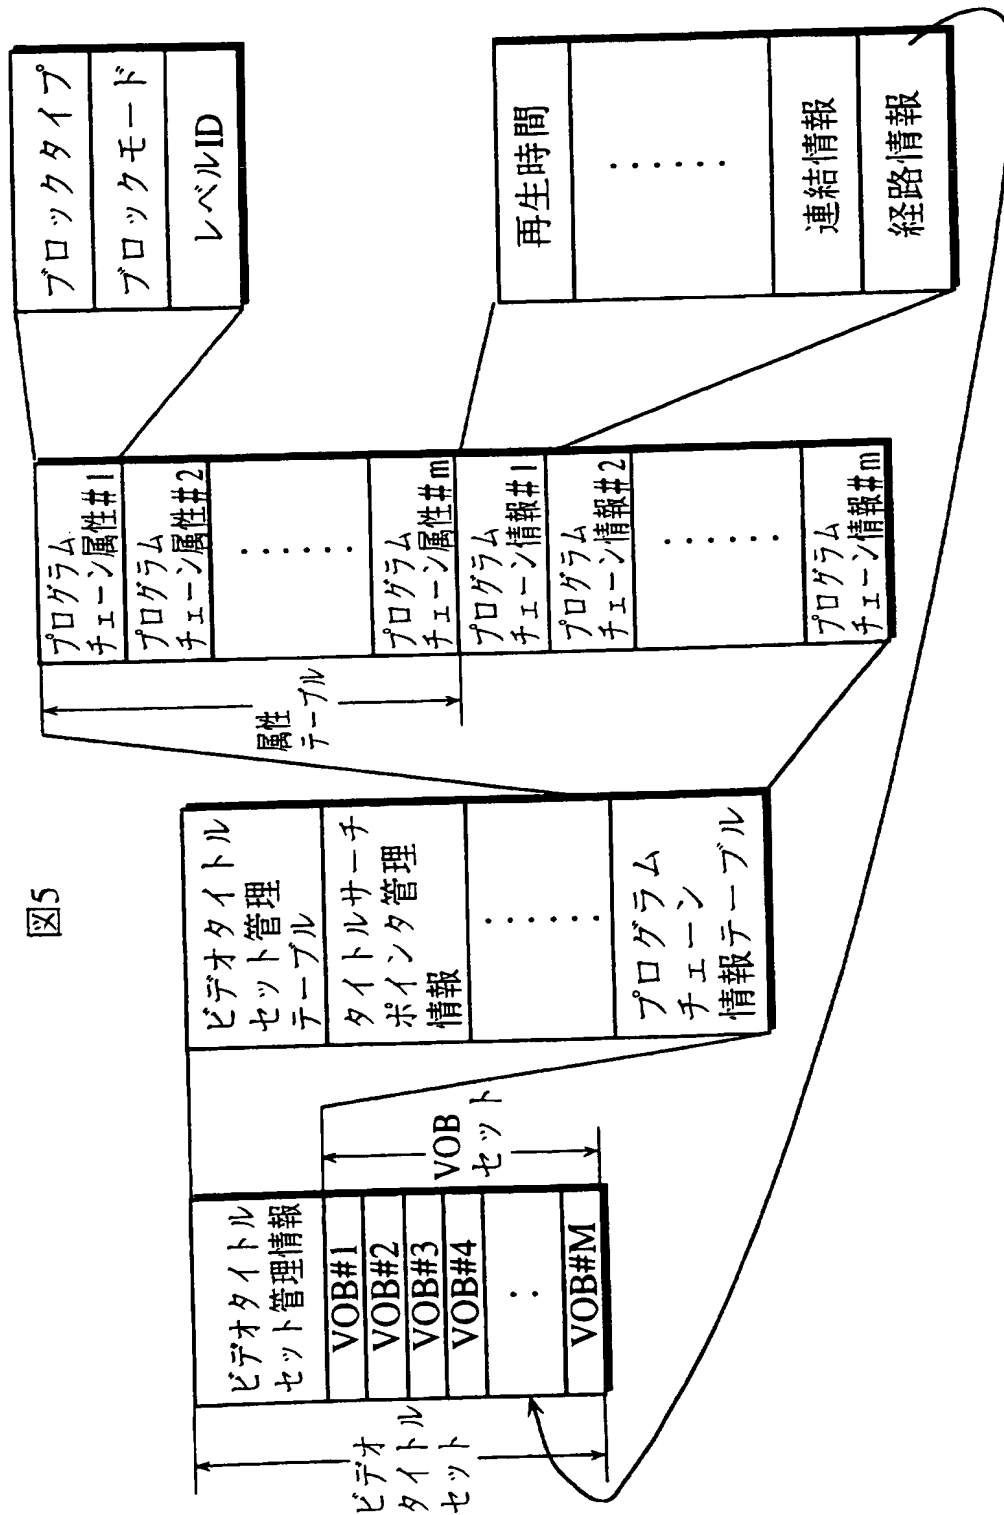 図5
ビデオ
タイトル
セット
ビデオタイトル
セット管理情報
VOB#1
VOB#2
VOB#3
VOB#4
：
VOB#M
VOB
セット
ビデオタイトル
セット管理
テーブル
タイトルサーチ
ポインタ管理
情報
・・・・・・
プログラム
チェーン
情報テーブル
属性
テーブル
プログラム
チェーン属性#1
プログラム
チェーン属性#2
・・・・・・
プログラム
チェーン属性#m
プログラム
チェーン情報#1
プログラム
チェーン情報#2
・・・・・・
プログラム
チェーン情報#m
ブロックタイプ
ブロックモード
レベルID
再生時間
・・・・・・
連結情報
経路情報